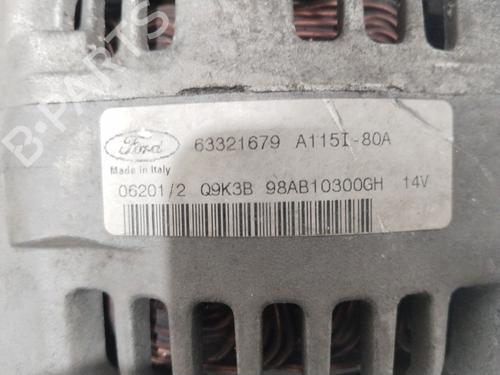 B-PARTS
Ford
63321679 A115I-80A
Made in Italy
06201/2 Q9K3B 98AB10300GH 14V